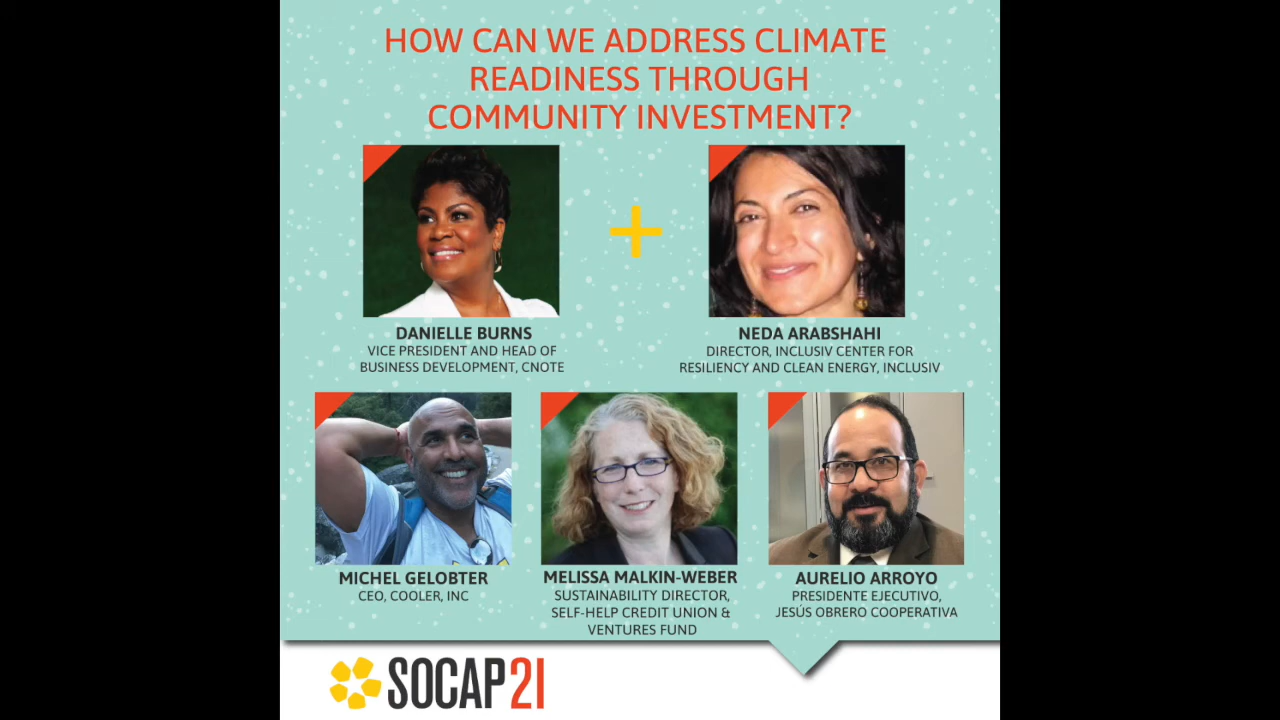 HOW CAN WE ADDRESS CLIMATE
READINESS THROUGH
COMMUNITY INVESTMENT?
DANIELLE BURNS
VICE PRESIDENT AND HEAD OF
BUSINESS DEVELOPMENT, CNOTE
NEDA ARABSHAHI
DIRECTOR, INCLUSIV CENTER FOR
RESILIENCY AND CLEAN ENERGY, INCLUSIV
MICHEL GELOBTER
CEO, COOLER, INC
MELISSA MALKIN-WEBER
SUSTAINABILITY DIRECTOR,
SELF-HELP CREDIT UNION &
VENTURES FUND
AURELIO ARROYO
PRESIDENTE EJECUTIVO,
JESÚS OBRERO COOPERATIVA
SOCAP21